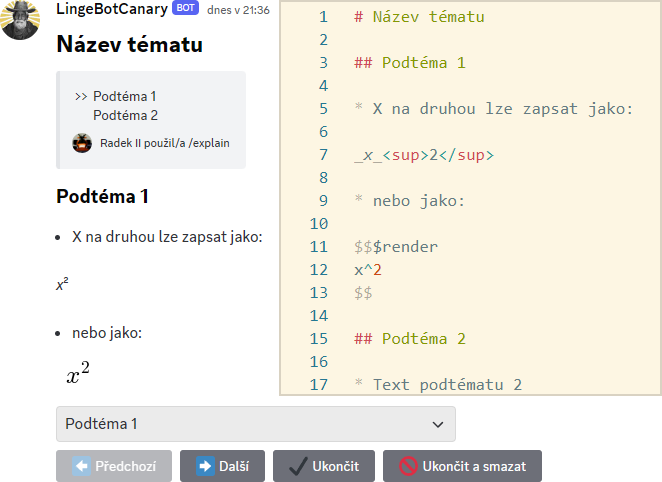 LingeBotCanary BOT dnes v 21:36
Název tématu
>> Podtéma 1
Podtéma 2
Radek II použil/a /explain
Podtéma 1
• X na druhou lze zapsat jako:
x²
• nebo jako:
x²
Podtéma 1
Předchozí
Další
Ukončit
Ukončit a smazat
1 # Název tématu
2
3 ## Podtéma 1
4
5 * X na druhou lze zapsat jako:
6
7 _x_<sup>2</sup>
8
9 * nebo jako:
10
11 $$$render
12 x^2
13 $$
14
15 ## Podtéma 2
16
17 * Text podtématu 2